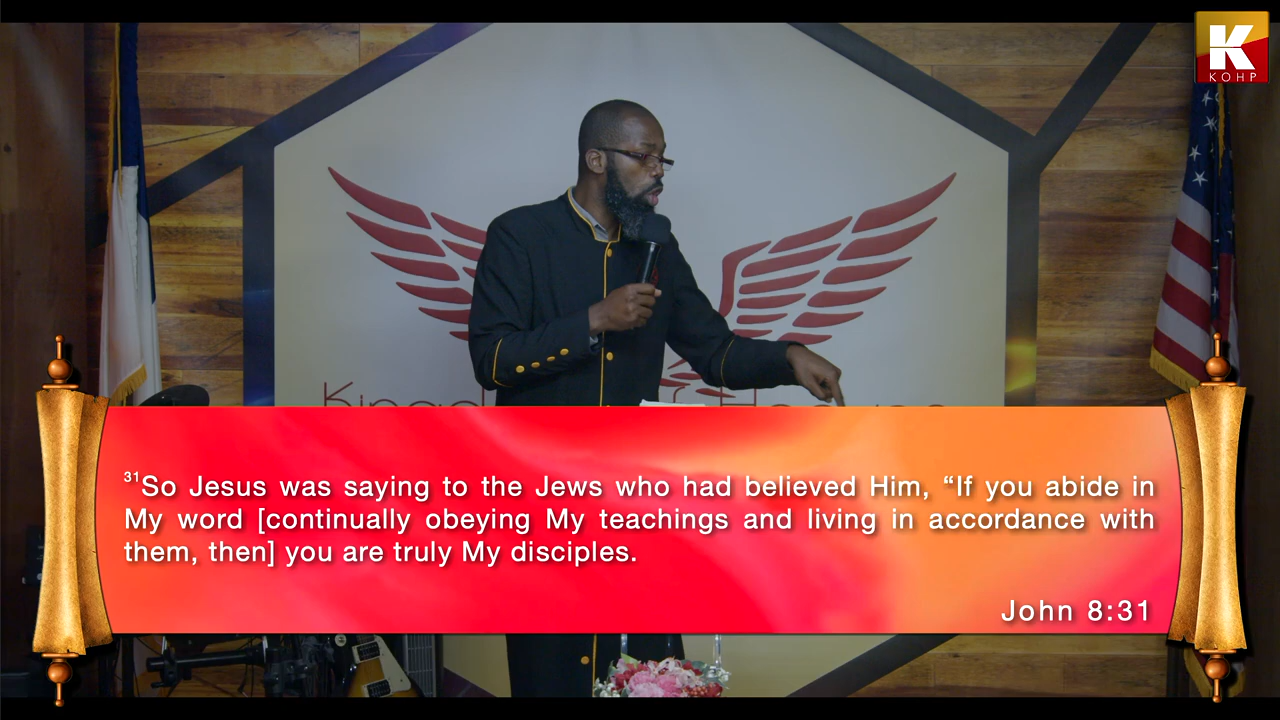 K
KOHP
31So Jesus was saying to the Jews who had believed Him, “If you abide in
My word [continually obeying My teachings and living in accordance with
them, then] you are truly My disciples.
John 8:31